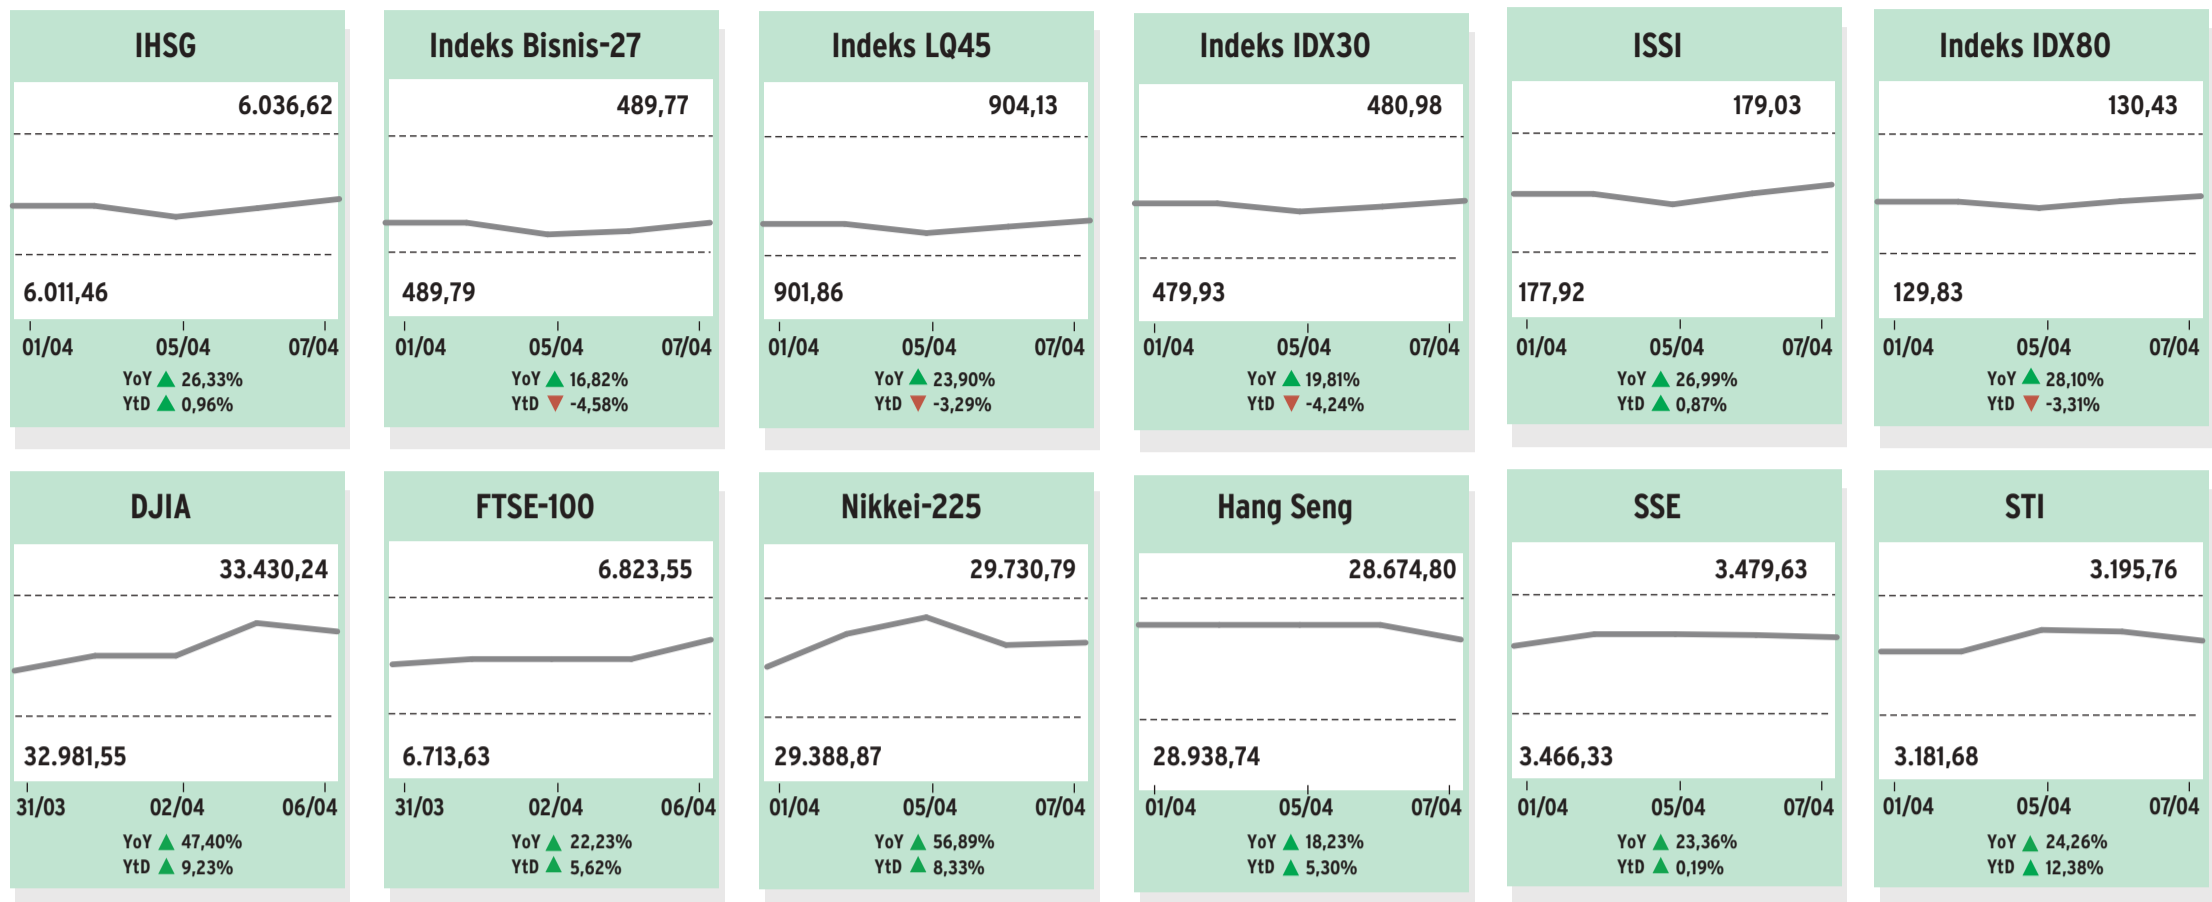 IHSG
6.036,62
6.011,46
01/04 05/04 07/04
YoY ▲ 26,33%
YtD ▲ 0,96%
Indeks Bisnis-27
489,77
489,79
01/04 05/04 07/04
YoY ▲ 16,82%
YtD ▼ -4,58%
Indeks LQ45
904,13
901,86
01/04 05/04 07/04
YoY ▲ 23,90%
YtD ▼ -3,29%
Indeks IDX30
480,98
479,93
01/04 05/04 07/04
YoY ▲ 19,81%
YtD ▼ -4,24%
ISSI
179,03
177,92
01/04 05/04 07/04
YoY ▲ 26,99%
YtD ▲ 0,87%
Indeks IDX80
130,43
129,83
01/04 05/04 07/04
YoY ▲ 28,10%
YtD ▼ -3,31%
DJIA
33.430,24
32.981,55
31/03 02/04 06/04
YoY ▲ 47,40%
YtD ▲ 9,23%
FTSE-100
6.823,55
6.713,63
31/03 02/04 06/04
YoY ▲ 22,23%
YtD ▲ 5,62%
Nikkei-225
29.730,79
29.388,87
01/04 05/04 07/04
YoY ▲ 56,89%
YtD ▲ 8,33%
Hang Seng
28.674,80
28.938,74
01/04 05/04 07/04
YoY ▲ 18,23%
YtD ▲ 5,30%
SSE
3.479,63
3.466,33
01/04 05/04 07/04
YoY ▲ 23,36%
YtD ▲ 0,19%
STI
3.195,76
3.181,68
01/04 05/04 07/04
YoY ▲ 24,26%
YtD ▲ 12,38%